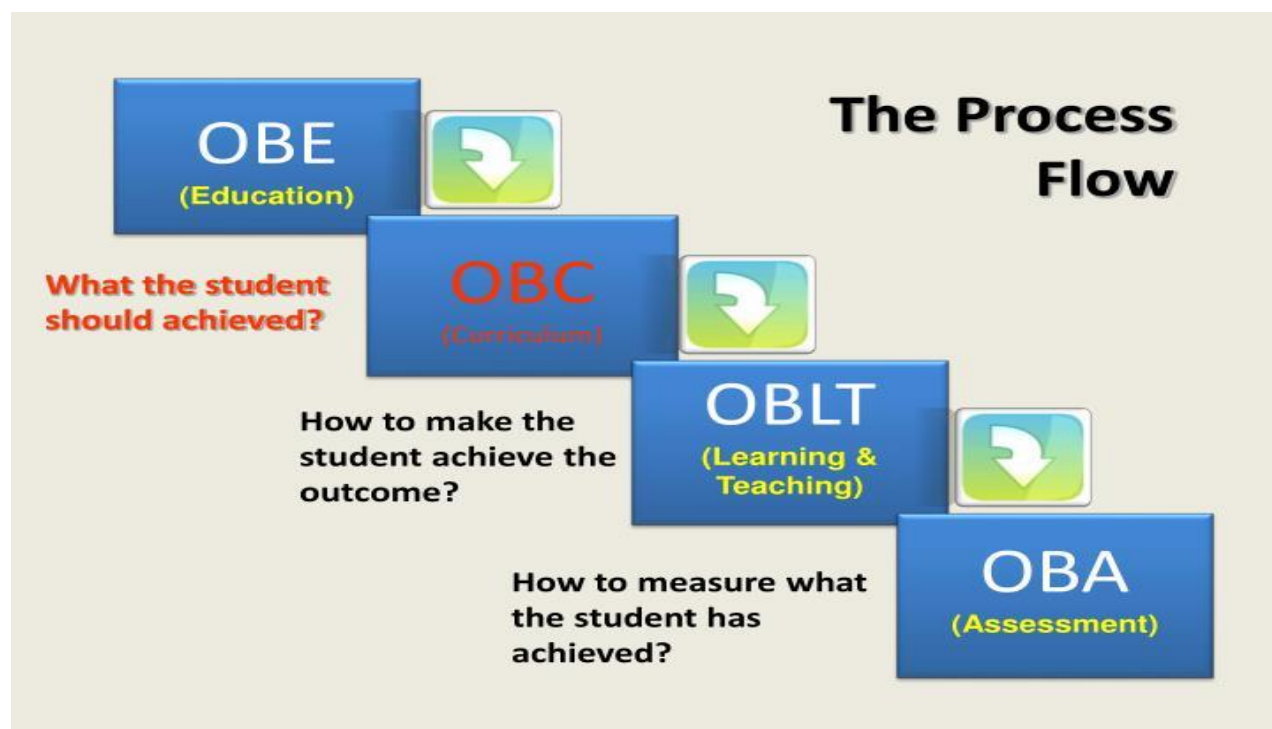 The Process
Flow
OBE
(Education)
What the student
should achieved?
OBC
(Curriculum)
How to make the
student achieve the
outcome?
OBLT
(Learning &
Teaching)
How to measure what
the student has
achieved?
OBA
(Assessment)